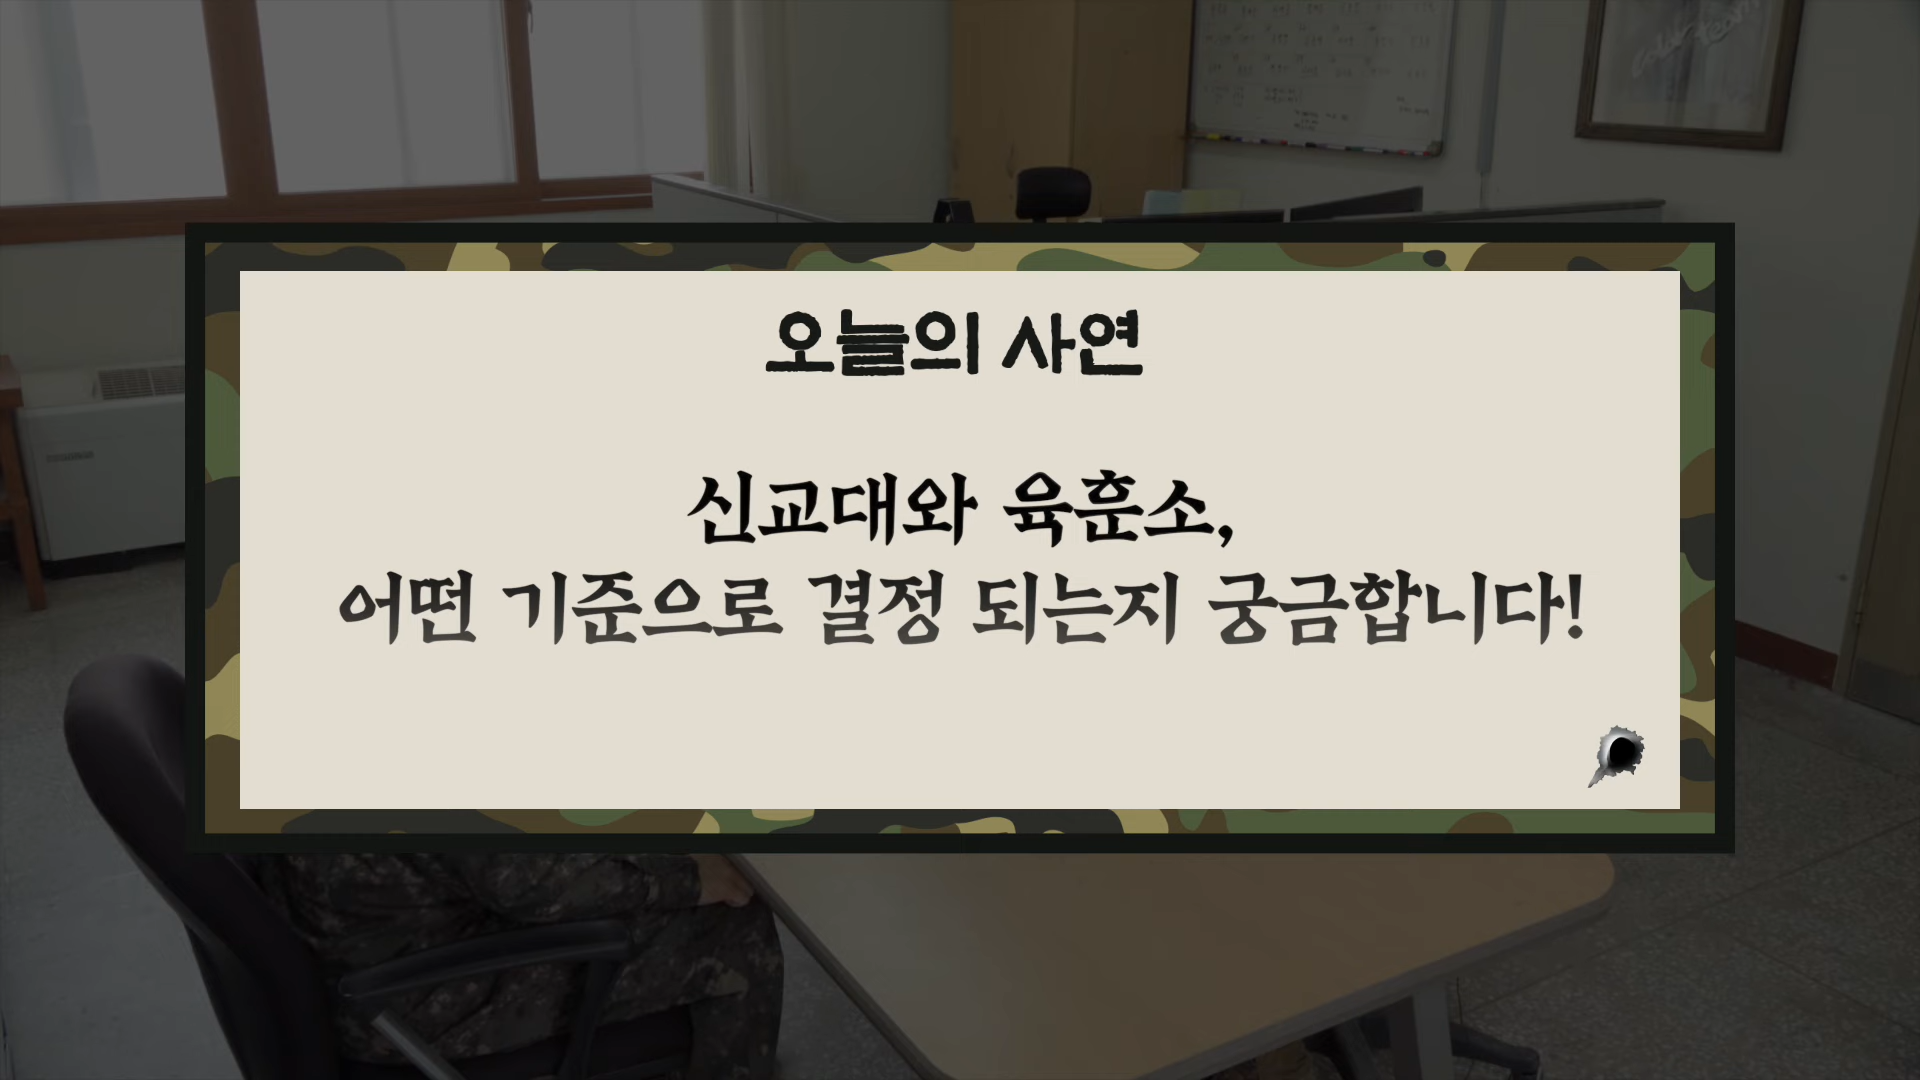 오늘의 사연
신교대와 육훈소,
어떤 기준으로 결정 되는지 궁금합니다!